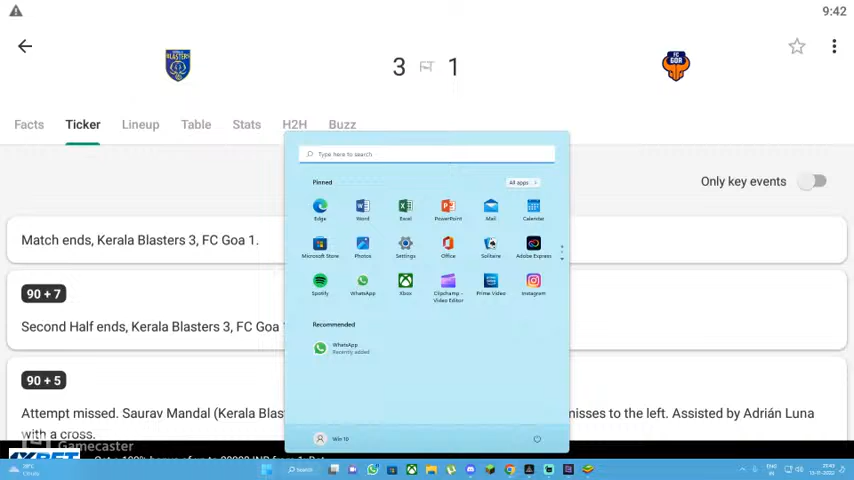 9:42
3 1
Facts Ticker Lineup Table Stats H2H Buzz
Type here to search
Pinned All apps
Only key events
Edge Word Excel PowerPoint Mail Calendar
Match ends, Kerala Blasters 3, FC Goa 1.
Microsoft Store Photos Settings Office Solitaire Adobe Express
90 + 7
Spotify WhatsApp Xbox Clipchamp - Video Editor Prime Video Instagram
Second Half ends, Kerala Blasters 3, FC Goa
Recommended
WhatsApp
Recently added
90 + 5
Attempt missed. Saurav Mandal (Kerala Blas misses to the left. Assisted by Adrián Luna
with a cross.
Gamecaster
Win 10
1XBET
Search